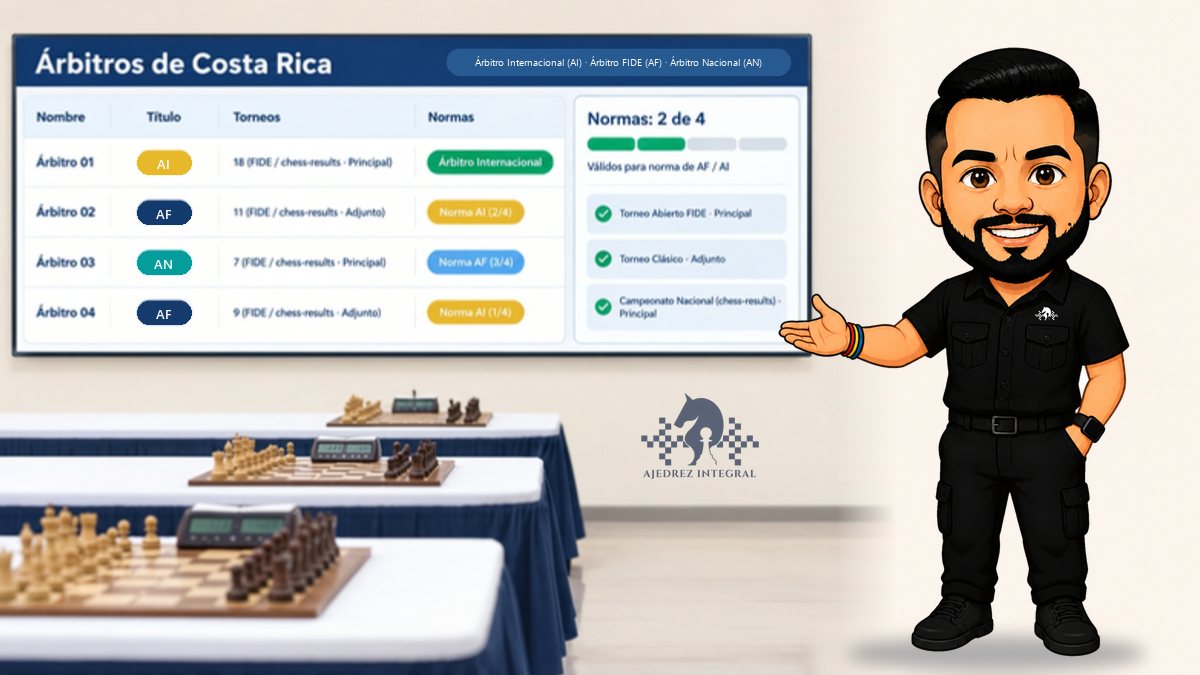 Árbitros de Costa Rica
Árbitro Internacional (AI) · Árbitro FIDE (AF) · Árbitro Nacional (AN)
Nombre Título Torneos Normas
Árbitro 01 AI 18 (FIDE / chess-results · Principal) Árbitro Internacional
Árbitro 02 AF 11 (FIDE / chess-results · Adjunto) Norma AI (2/4)
Árbitro 03 AN 7 (FIDE / chess-results · Principal) Norma AF (3/4)
Árbitro 04 AF 9 (FIDE / chess-results · Adjunto) Norma AI (1/4)
Normas: 2 de 4
Válidos para norma de AF / AI
Torneo Abierto FIDE · Principal
Torneo Clásico · Adjunto
Campeonato Nacional (chess-results) ·
Principal
AJEDREZ INTEGRAL